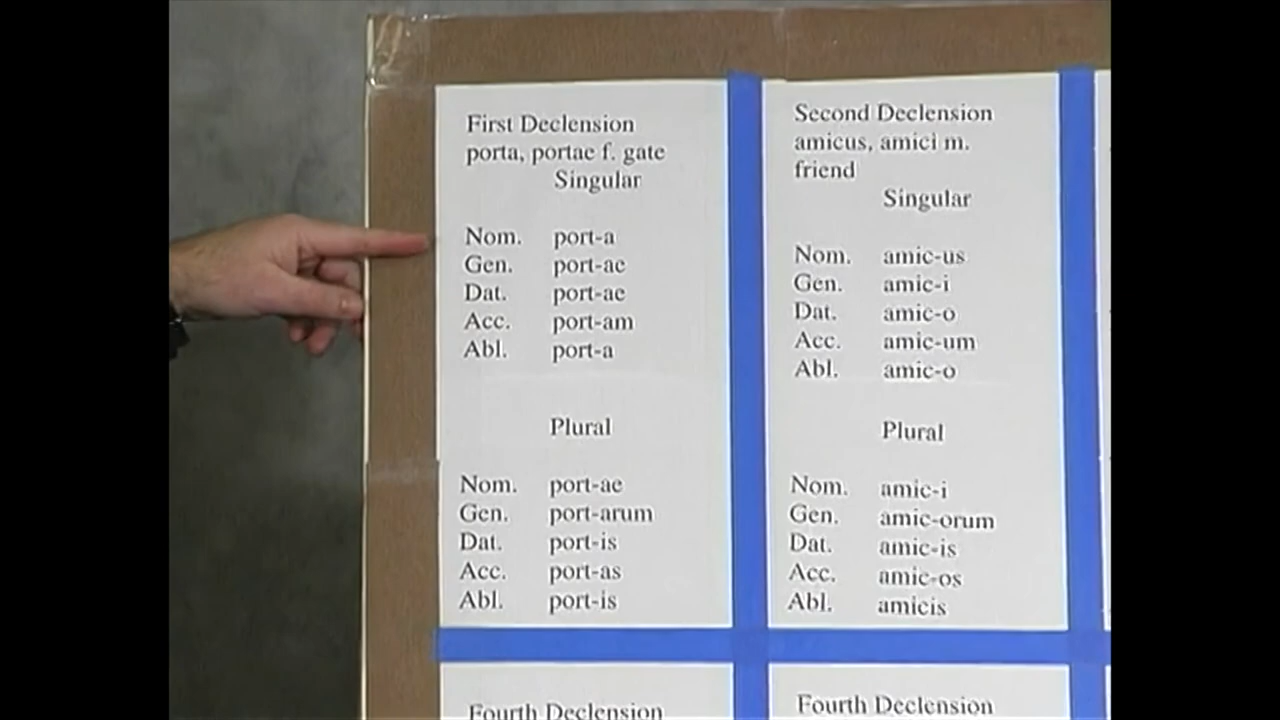 First Declension
porta, portae f. gate
Singular
Nom. port-a
Gen. port-ae
Dat. port-ae
Acc. port-am
Abl. port-a
Plural
Nom. port-ae
Gen. port-arum
Dat. port-is
Acc. port-as
Abl. port-is
Second Declension
amicus, amici m.
friend
Singular
Nom. amic-us
Gen. amic-i
Dat. amic-o
Acc. amic-um
Abl. amic-o
Plural
Nom. amic-i
Gen. amic-orum
Dat. amic-is
Acc. amic-os
Abl. amicis
Fourth Declension
Fourth Declension